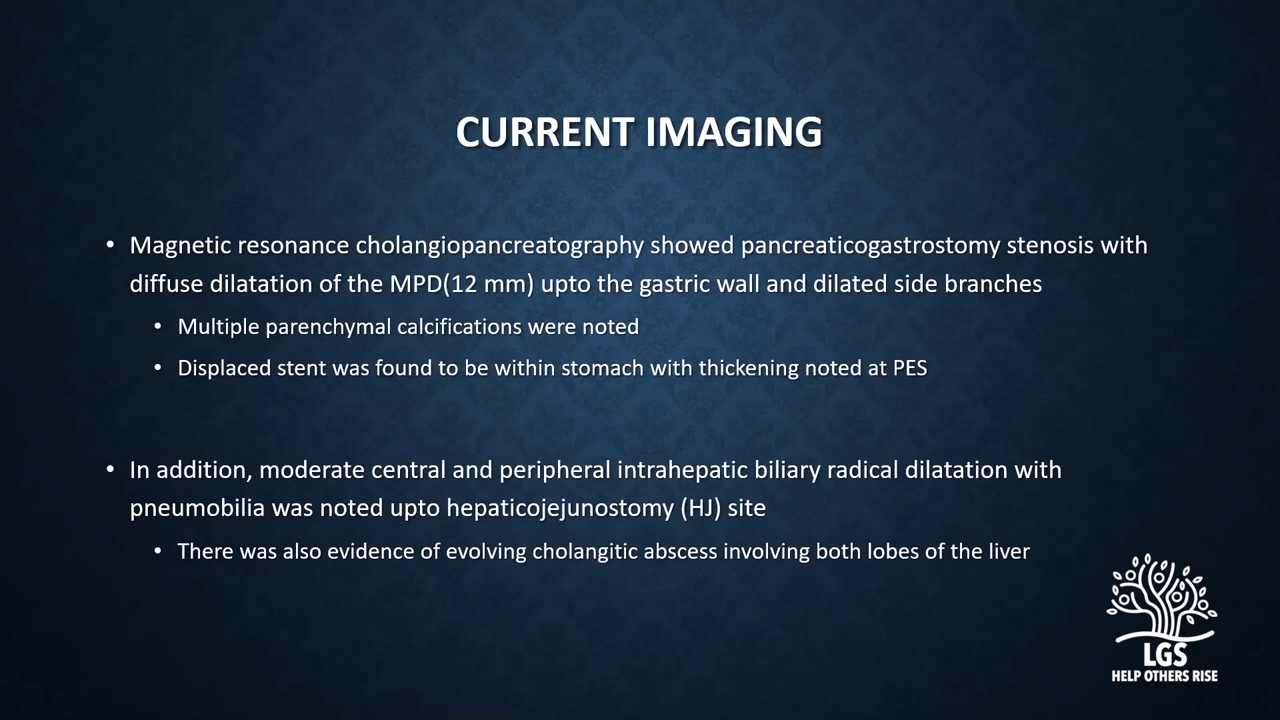 CURRENT IMAGING
• Magnetic resonance cholangiopancreatography showed pancreaticogastrostomy stenosis with
diffuse dilatation of the MPD(12 mm) upto the gastric wall and dilated side branches
• Multiple parenchymal calcifications were noted
• Displaced stent was found to be within stomach with thickening noted at PES
• In addition, moderate central and peripheral intrahepatic biliary radical dilatation with
pneumobilia was noted upto hepaticojejunostomy (HJ) site
• There was also evidence of evolving cholangitic abscess involving both lobes of the liver
LGS
HELP OTHERS RISE